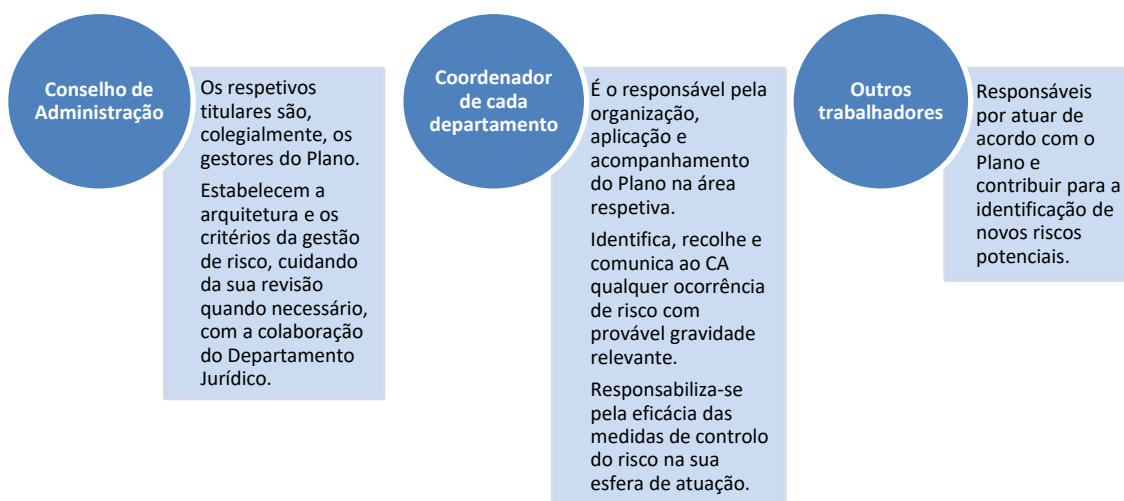 Conselho de
Administração
Os respetivos
titulares são,
colegialmente, os
gestores do Plano.
Estabelecem a
arquitetura e os
critérios da gestão
de risco, cuidando
da sua revisão
quando necessário,
com a colaboração
do Departamento
Jurídico.
Coordenador
de cada
departamento
É o responsável pela
organização,
aplicação e
acompanhamento
do Plano na área
respetiva.
Identifica, recolhe e
comunica ao CA
qualquer ocorrência
de risco com
provável gravidade
relevante.
Responsabiliza-se
pela eficácia das
medidas de controlo
do risco na sua
esfera de atuação.
Outros
trabalhadores
Responsáveis
por atuar de
acordo com o
Plano e
contribuir para a
identificação de
novos riscos
potenciais.